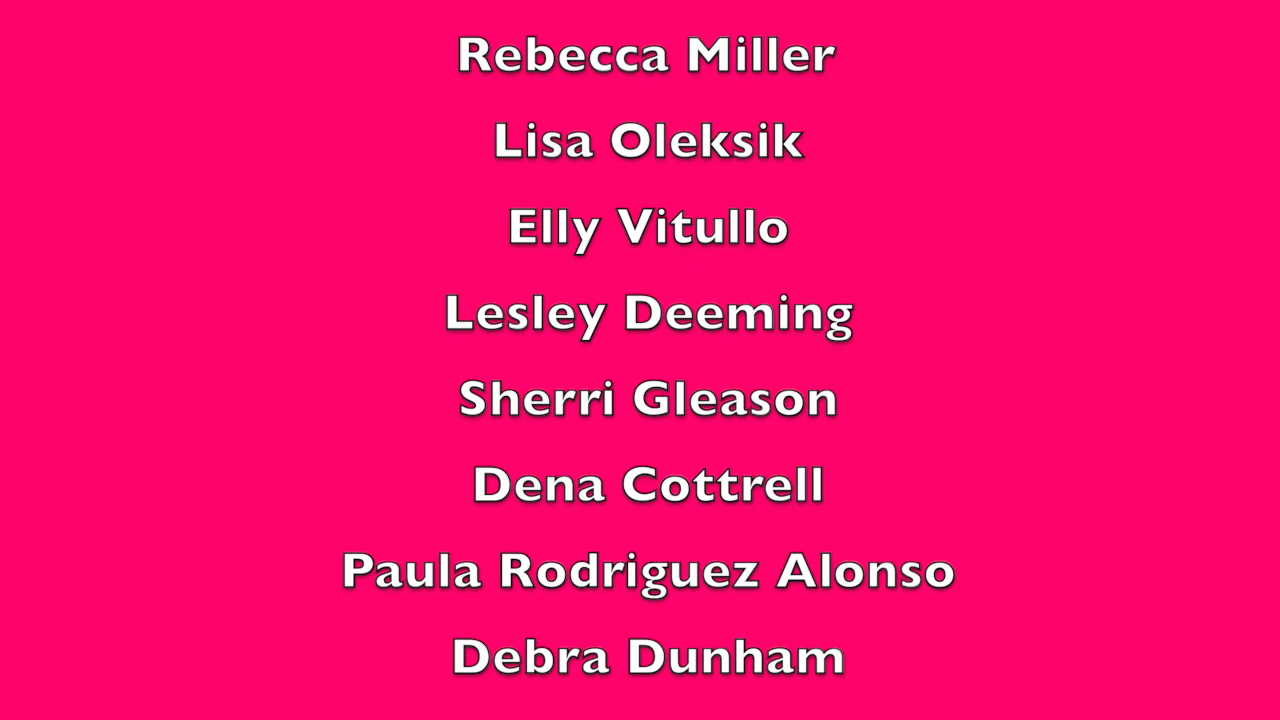 Rebecca Miller
Lisa Oleksik
Elly Vitullo
Lesley Deeming
Sherri Gleason
Dena Cottrell
Paula Rodriguez Alonso
Debra Dunham